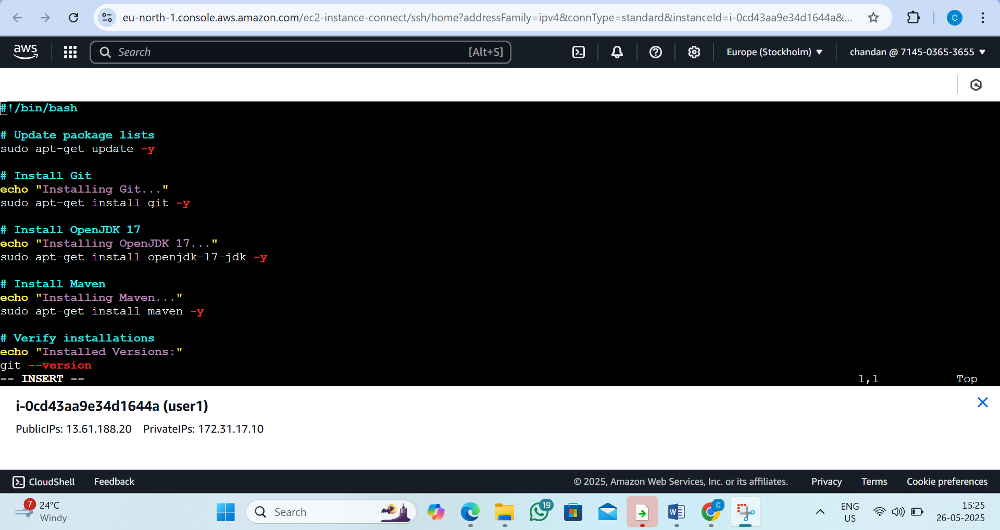 eu-north-1.console.aws.amazon.com/ec2-instance-connect/ssh/home?addressFamily=ipv4&connType=standard&instanceId=i-0cd43aa9e34d1644a&...
C
aws
Search
[Alt+S]
Europe (Stockholm)
chandan @ 7145-0365-3655
#!/bin/bash
# Update package lists
sudo apt-get update -y
# Install Git
echo "Installing Git..."
sudo apt-get install git -y
# Install OpenJDK 17
echo "Installing OpenJDK 17..."
sudo apt-get install openjdk-17-jdk -y
# Install Maven
echo "Installing Maven..."
sudo apt-get install maven -y
# Verify installations
echo "Installed Versions:"
git --version
-- INSERT --
1,1
Top
i-0cd43aa9e34d1644a (user1)
PublicIPs: 13.61.188.20 PrivateIPs: 172.31.17.10
CloudShell
Feedback
© 2025, Amazon Web Services, Inc. or its affiliates.
Privacy
Terms
Cookie preferences
7
24°C
Windy
Search
19
W
C
ENG
US
15:25
26-05-2025